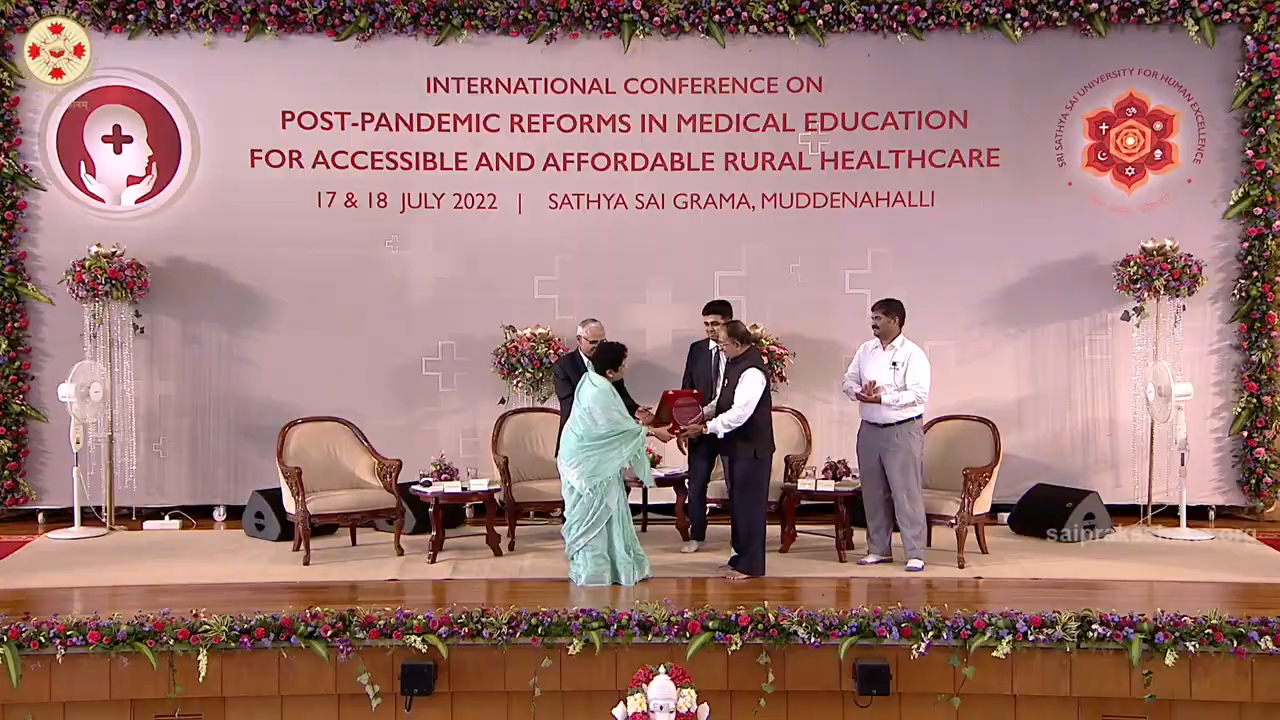 INTERNATIONAL CONFERENCE ON
POST-PANDEMIC REFORMS IN MEDICAL EDUCATION
FOR ACCESSIBLE AND AFFORDABLE RURAL HEALTHCARE
17 & 18 JULY 2022 | SATHYA SAI GRAMA, MUDDENAHALLI
SRI SATHYA SAI UNIVERSITY FOR HUMAN EXCELLENCE